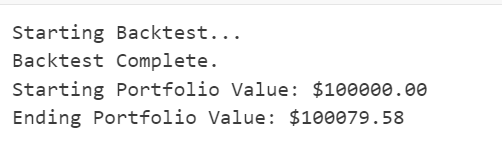 Starting Backtest...
Backtest Complete.
Starting Portfolio Value: $100000.00
Ending Portfolio Value: $100079.58